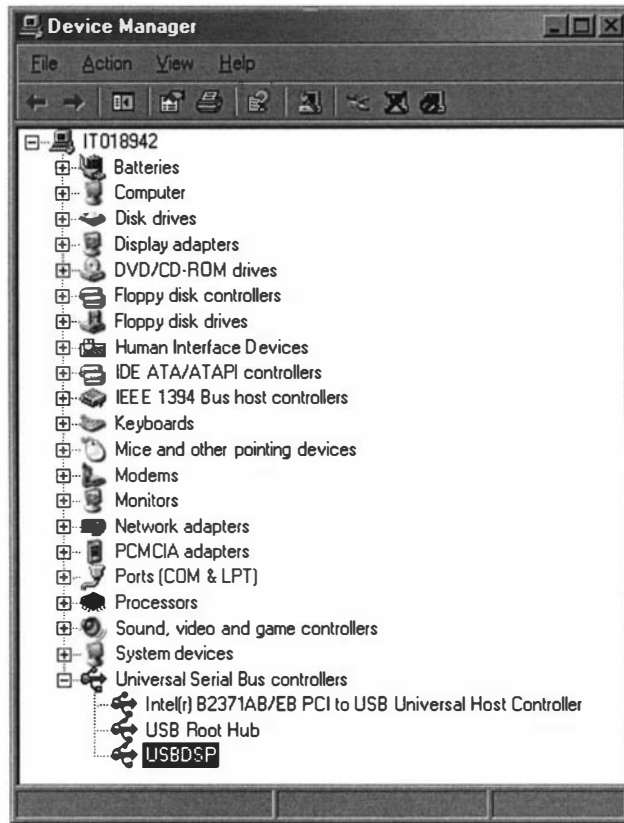 Device Manager
File Action View Help
IT018942
Batteries
Computer
Disk drives
Display adapters
DVD/CD-ROM drives
Floppy disk controllers
Floppy disk drives
Human Interface Devices
IDE ATA/ATAPI controllers
IEEE 1394 Bus host controllers
Keyboards
Mice and other pointing devices
Modems
Monitors
Network adapters
PCMCIA adapters
Ports (COM & LPT)
Processors
Sound, video and game controllers
System devices
Universal Serial Bus controllers
Intel(r) B2371AB/EB PCI to USB Universal Host Controller
USB Root Hub
USBDSP